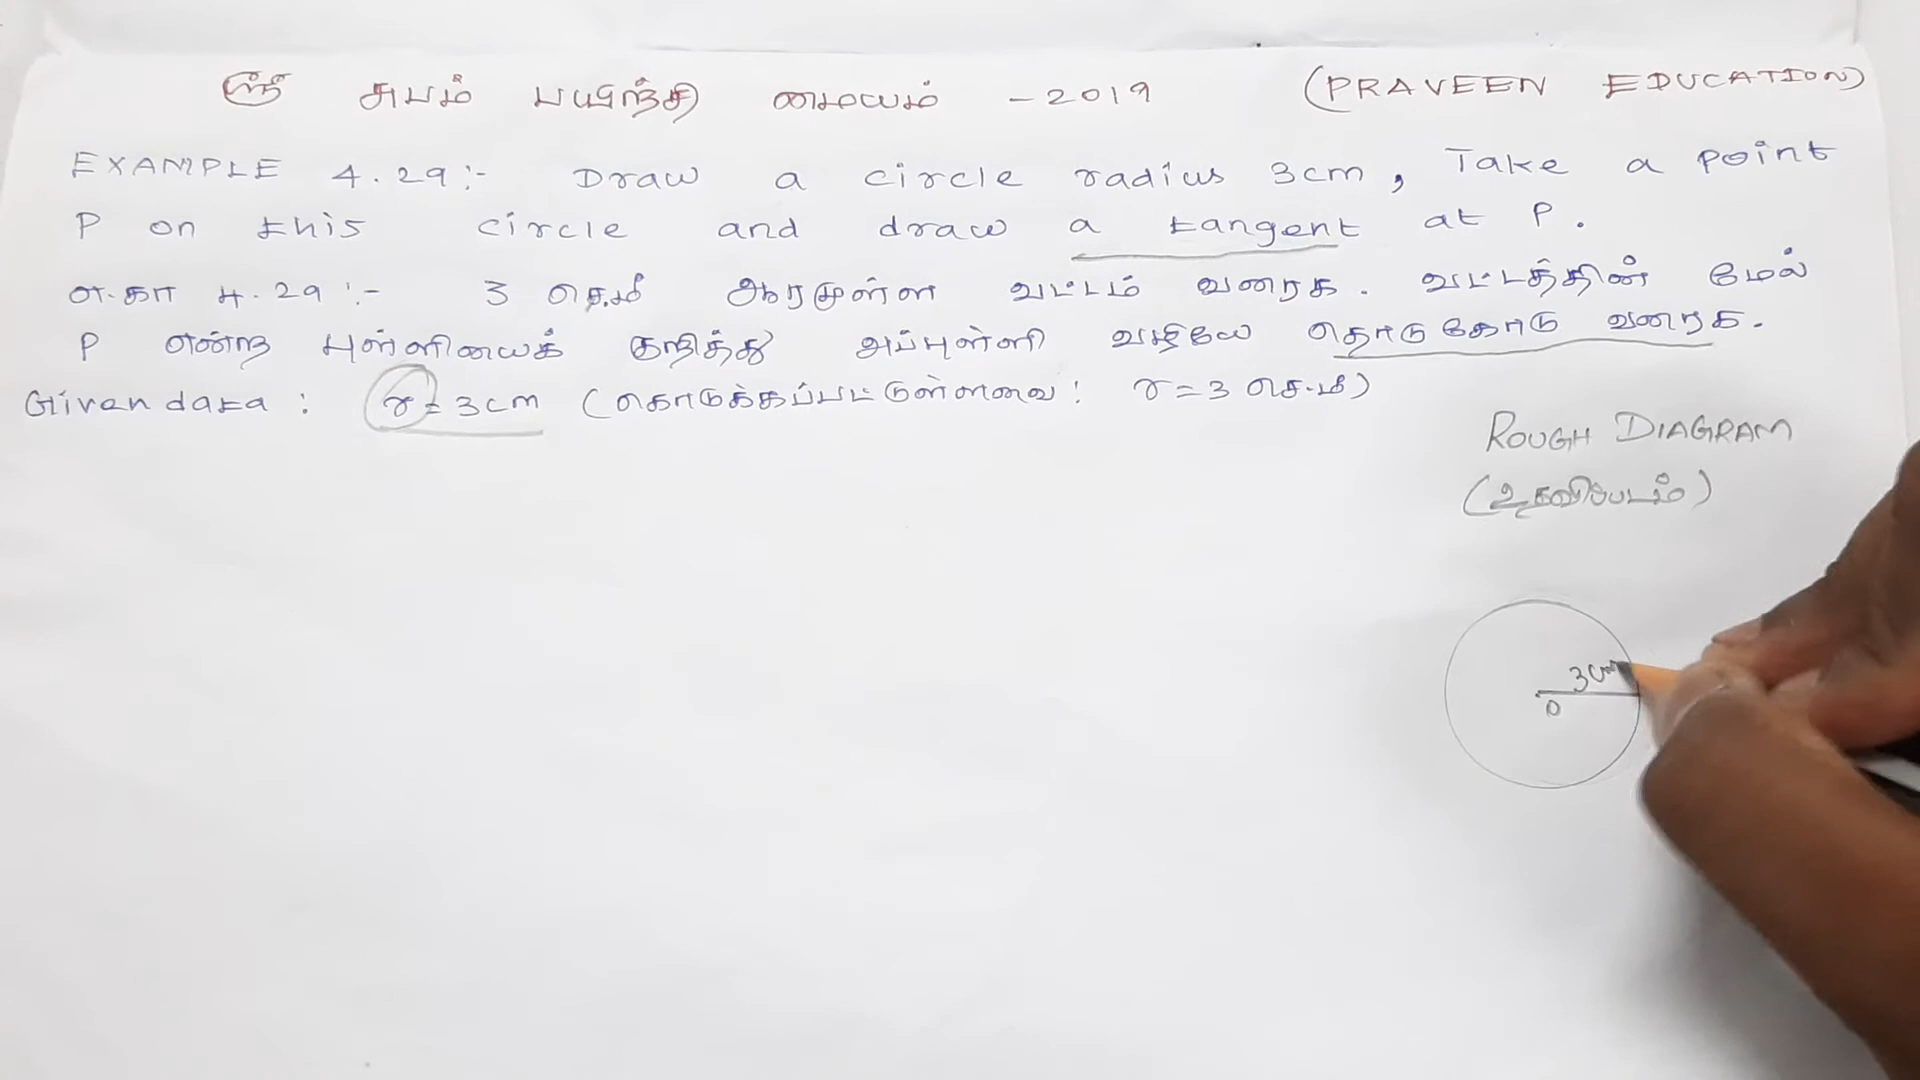 ஸ்ரீ சுபம் பயிற்சி மையம் - 2019 (PRAVEEN EDUCATION)
EXAMPLE 4.29:- Draw a circle radius 3cm, Take a point
P on this circle and draw a tangent at P.
எ.கா 4.29:- 3 செ.மீ ஆரமுள்ள வட்டம் வரைக. வட்டத்தின் மேல்
P என்ற புள்ளியைக் குறித்து அப்புள்ளி வழியே தொடுகோடு வரைக.
Given data : r = 3cm (கொடுக்கப்பட்டுள்ளவை: r = 3 செ.மீ)
ROUGH DIAGRAM
(உதவிப்படம்)
3cm
O